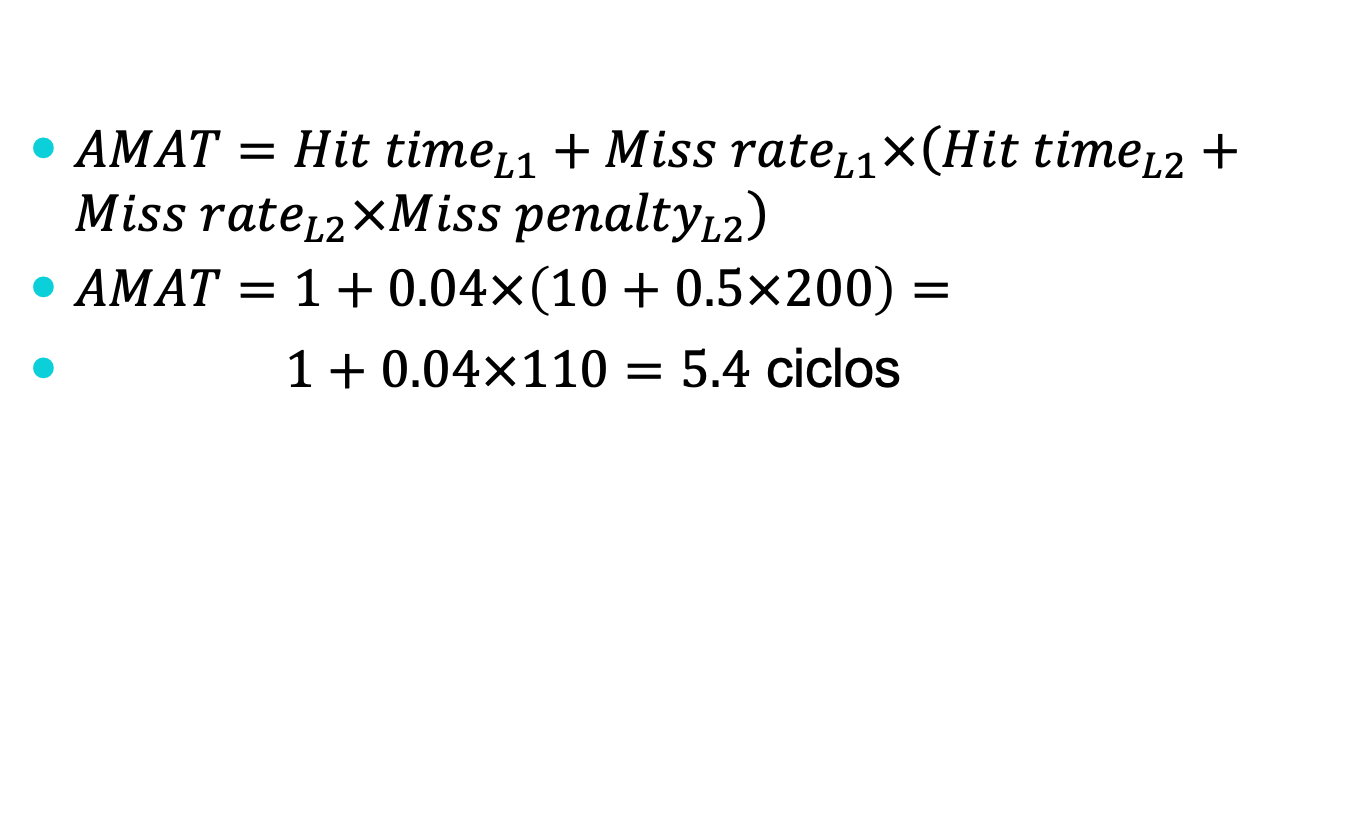 • AMAT = Hit time_L1 + Miss rate_L1×(Hit time_L2 +
Miss rate_L2×Miss penalty_L2)
• AMAT = 1 + 0.04×(10 + 0.5×200) =
• 1 + 0.04×110 = 5.4 ciclos